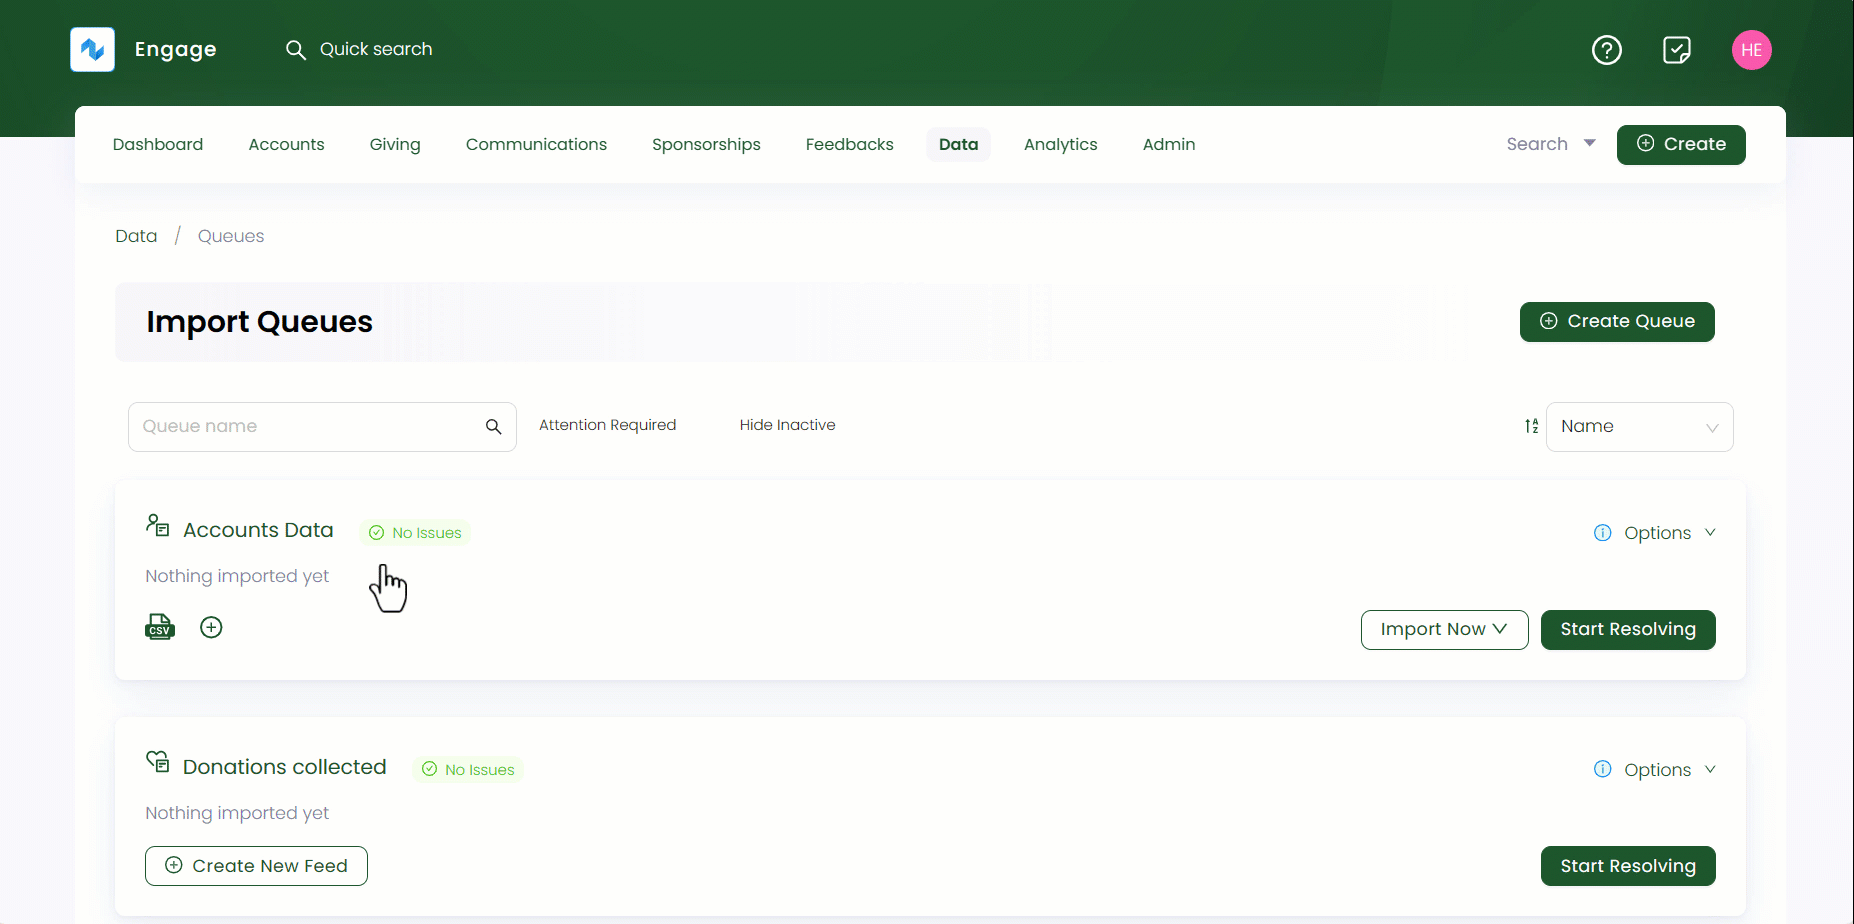 Engage
Quick search
HE
Dashboard
Accounts
Giving
Communications
Sponsorships
Feedbacks
Data
Analytics
Admin
Search
Create
Data / Queues
Import Queues
Create Queue
Queue name
Attention Required
Hide Inactive
Name
Accounts Data
No Issues
Options
Nothing imported yet
CSV
Import Now
Start Resolving
Donations collected
No Issues
Options
Nothing imported yet
Create New Feed
Start Resolving